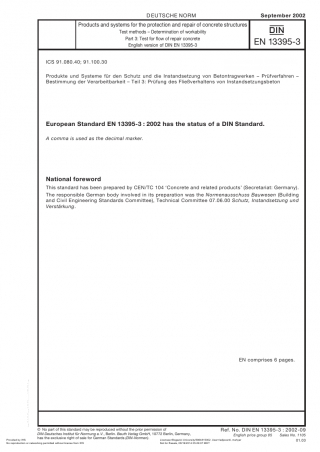 DEUTSCHE NORM
September 2002
Products and systems for the protection and repair of concrete structures
Test methods – Determination of workability
Part 3: Test for flow of repair concrete
English version of DIN EN 13395-3
DIN
EN 13395-3
ICS 91.080.40; 91.100.30
Produkte und Systeme für den Schutz und die Instandsetzung von Betontragwerken – Prüfverfahren –
Bestimmung der Verarbeitbarkeit – Teil 3: Prüfung des Fließverhaltens von Instandsetzungsbeton
European Standard EN 13395-3 : 2002 has the status of a DIN Standard.
A comma is used as the decimal marker.
National foreword
This standard has been prepared by CEN/TC 104 'Concrete and related products' (Secretariat: Germany).
The responsible German body involved in its preparation was the Normenausschuss Bauwesen (Building
and Civil Engineering Standards Committee), Technical Committee 07.06.00 Schutz, Instandsetzung und
Verstärkung.
EN comprises 6 pages.
© No part of this standard may be reproduced without the prior permission of
DIN Deutsches Institut für Normung e.V., Berlin. Beuth Verlag GmbH, 10772 Berlin, Germany,
has the exclusive right of sale for German Standards (DIN-Normen).
Ref. No. DIN EN 13395-3 : 2002-09
English price group 00 Sales No. 1100
01.03